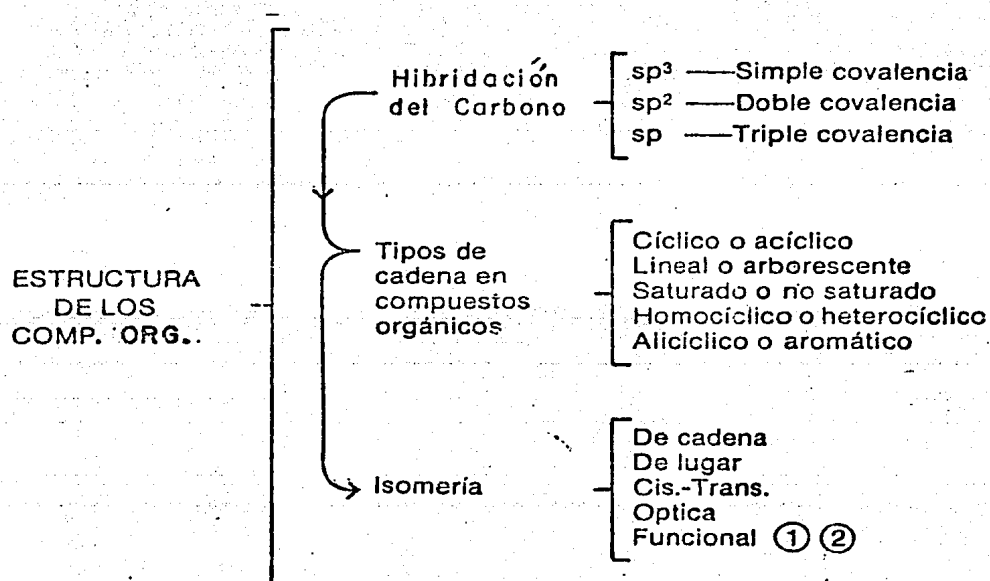 ESTRUCTURA
DE LOS
COMP. ORG..
Hibridación
del Carbono
sp³ —Simple covalencia
sp² —Doble covalencia
sp —Triple covalencia
Tipos de
cadena en
compuestos
orgánicos
Cíclico o acíclico
Lineal o arborescente
Saturado o no saturado
Homocíclico o heterocíclico
Alicíclico o aromático
Isomería
De cadena
De lugar
Cis.-Trans.
Optica
Funcional ① ②